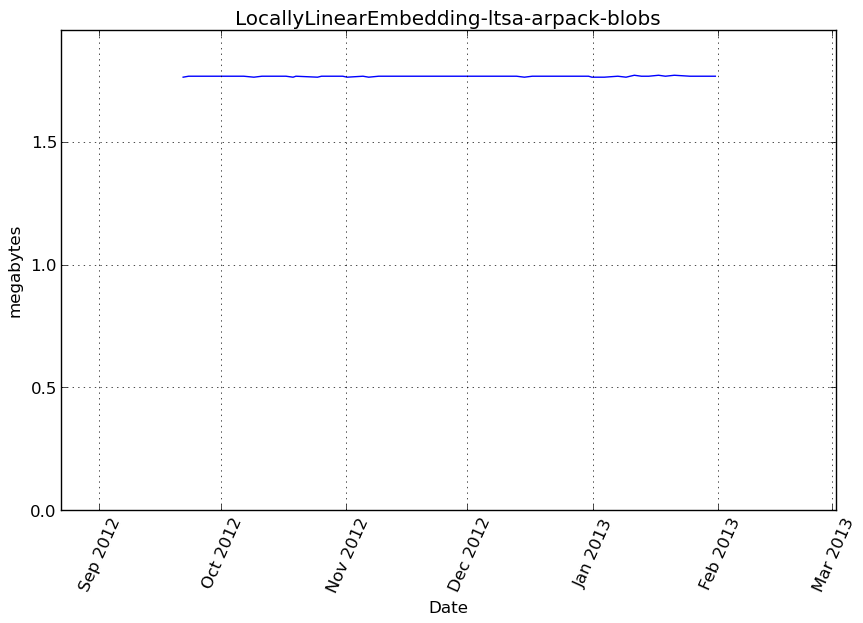 LocallyLinearEmbedding-ltsa-arpack-blobs
megabytes
1.5
1.0
0.5
0.0
Sep 2012
Oct 2012
Nov 2012
Dec 2012
Jan 2013
Feb 2013
Mar 2013
Date